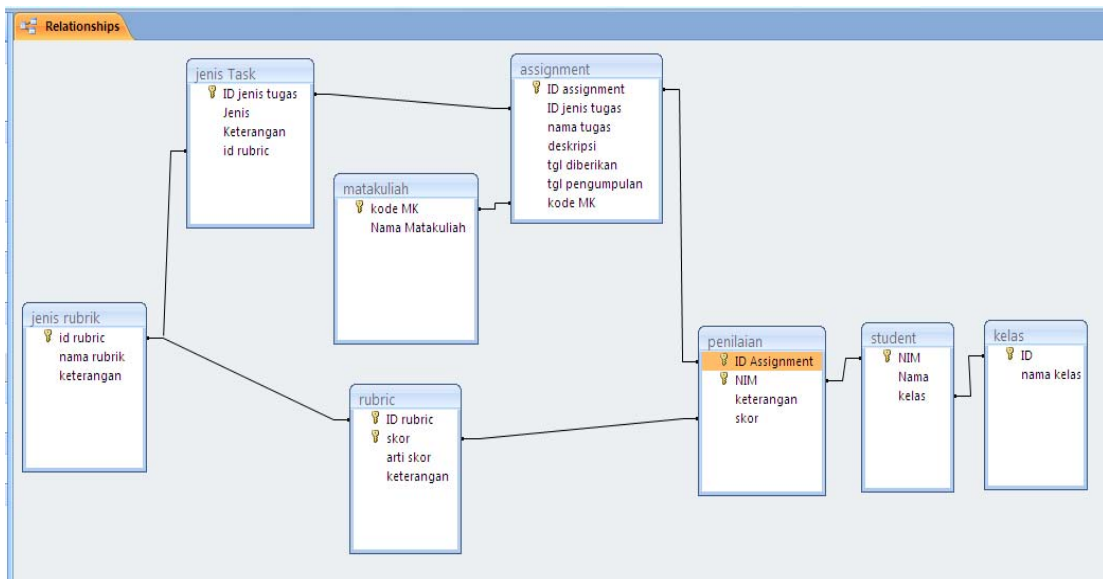 Relationships
jenis Task
ID jenis tugas
Jenis
Keterangan
id rubric
assignment
ID assignment
ID jenis tugas
nama tugas
deskripsi
tgl diberikan
tgl pengumpulan
kode MK
matakuliah
kode MK
Nama Matakuliah
jenis rubrik
id rubric
nama rubrik
keterangan
rubric
ID rubric
skor
arti skor
keterangan
penilaian
ID Assignment
NIM
keterangan
skor
student
NIM
Nama
kelas
kelas
ID
nama kelas